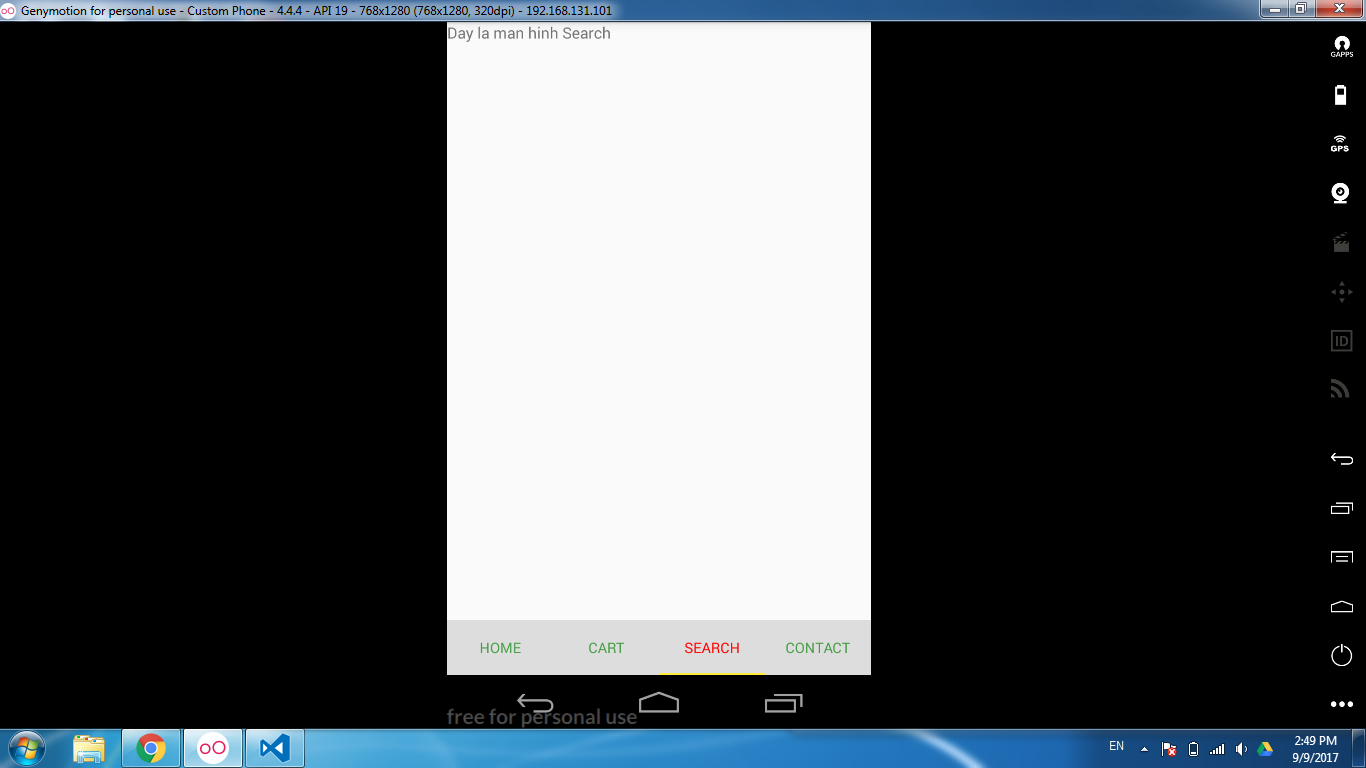 Genymotion for personal use - Custom Phone - 4.4.4 - API 19 - 768x1280 (768x1280, 320dpi) - 192.168.131.101
Day la man hinh Search
GAPPS
GPS
ID
HOME CART SEARCH CONTACT
free for personal use
EN
2:49 PM
9/9/2017